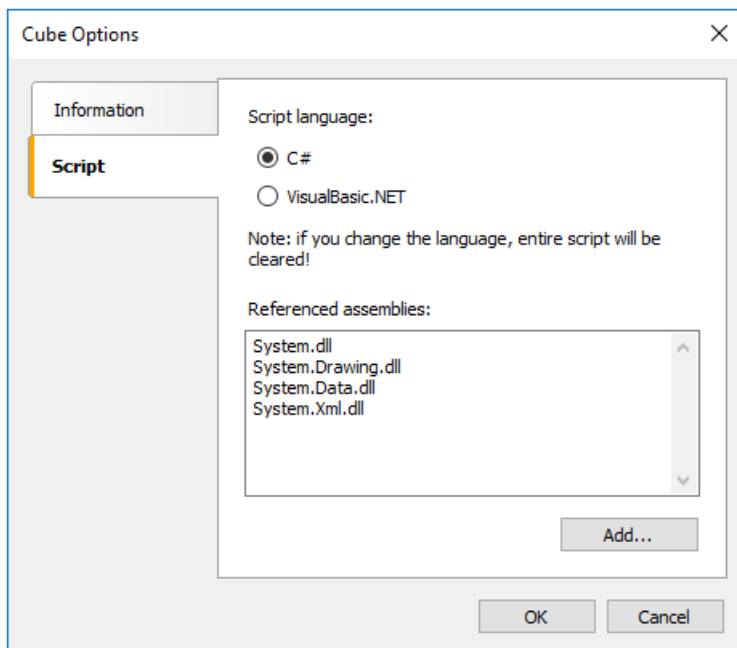 Cube Options
Information
Script
Script language:
C#
VisualBasic.NET
Note: if you change the language, entire script will be
cleared!
Referenced assemblies:
System.dll
System.Drawing.dll
System.Data.dll
System.Xml.dll
Add...
OK
Cancel